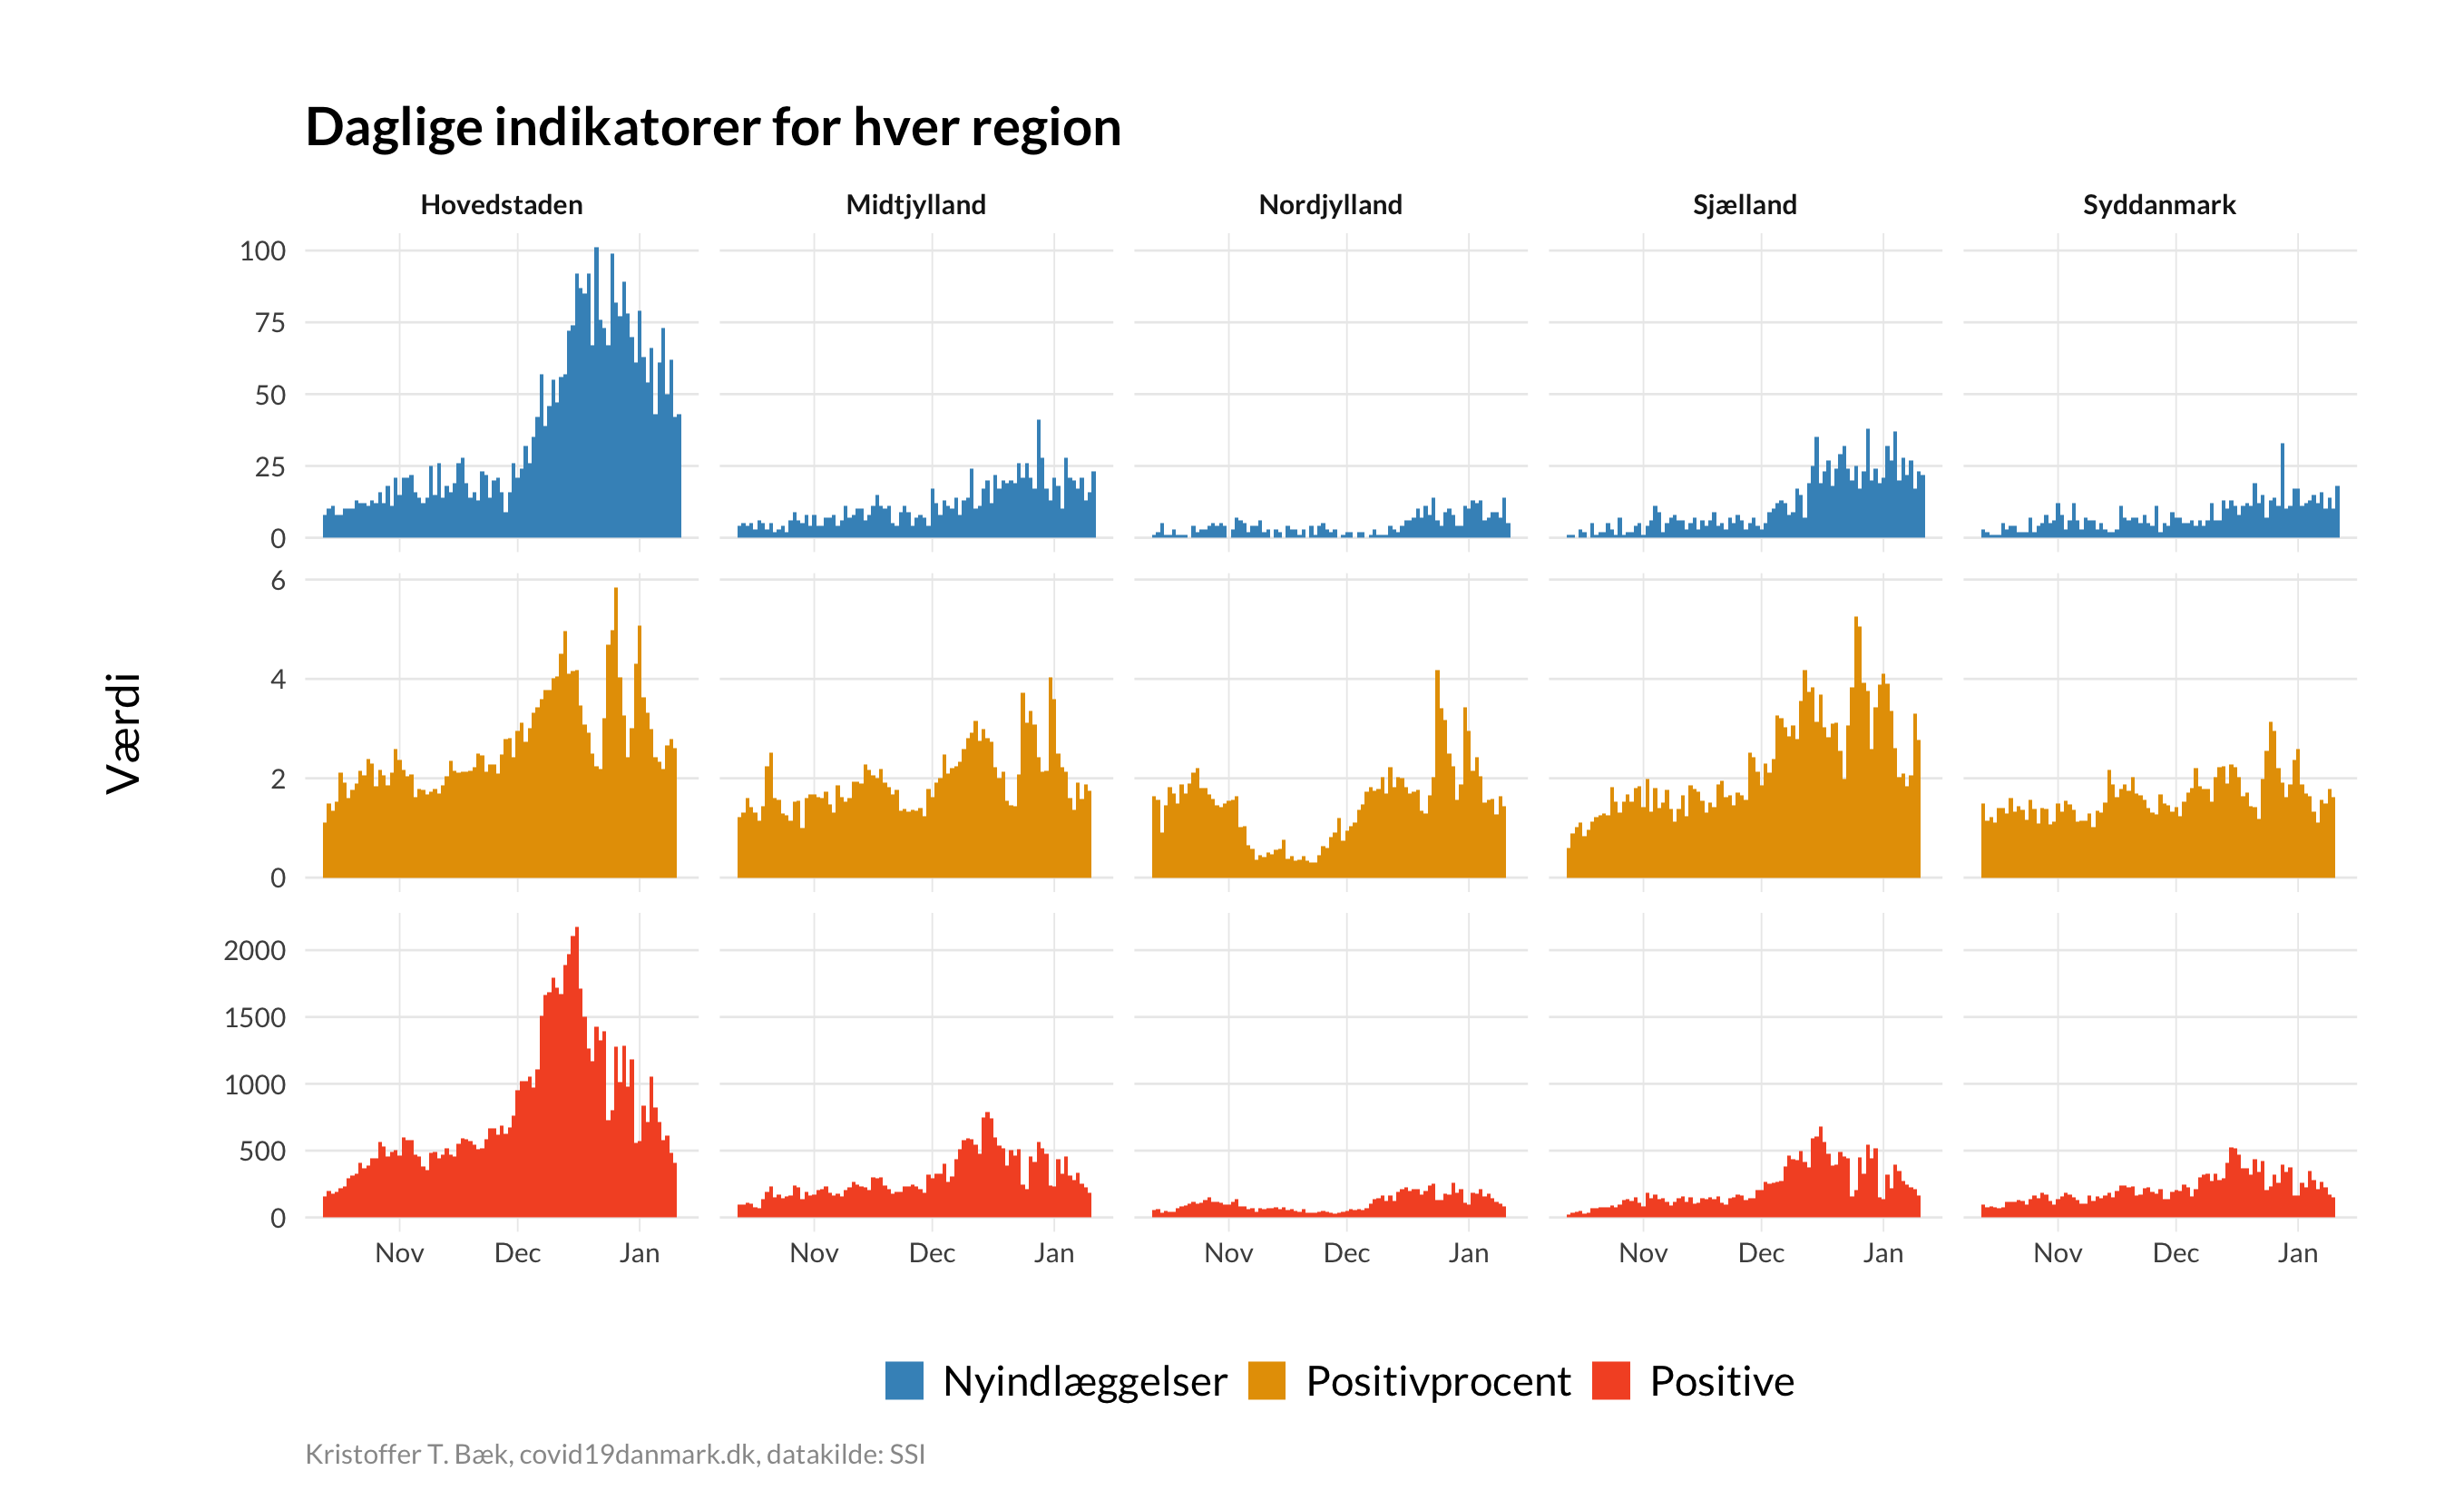 Daglige indikatorer for hver region
Hovedstaden Midtjylland Nordjylland Sjælland Syddanmark
100
75
50
25
0
6
4
2
0
2000
1500
1000
500
0
Værdi
Nov Dec Jan Nov Dec Jan Nov Dec Jan Nov Dec Jan Nov Dec Jan
Nyindlæggelser Positivprocent Positive
Kristoffer T. Bæk, covid19danmark.dk, datakilde: SSI